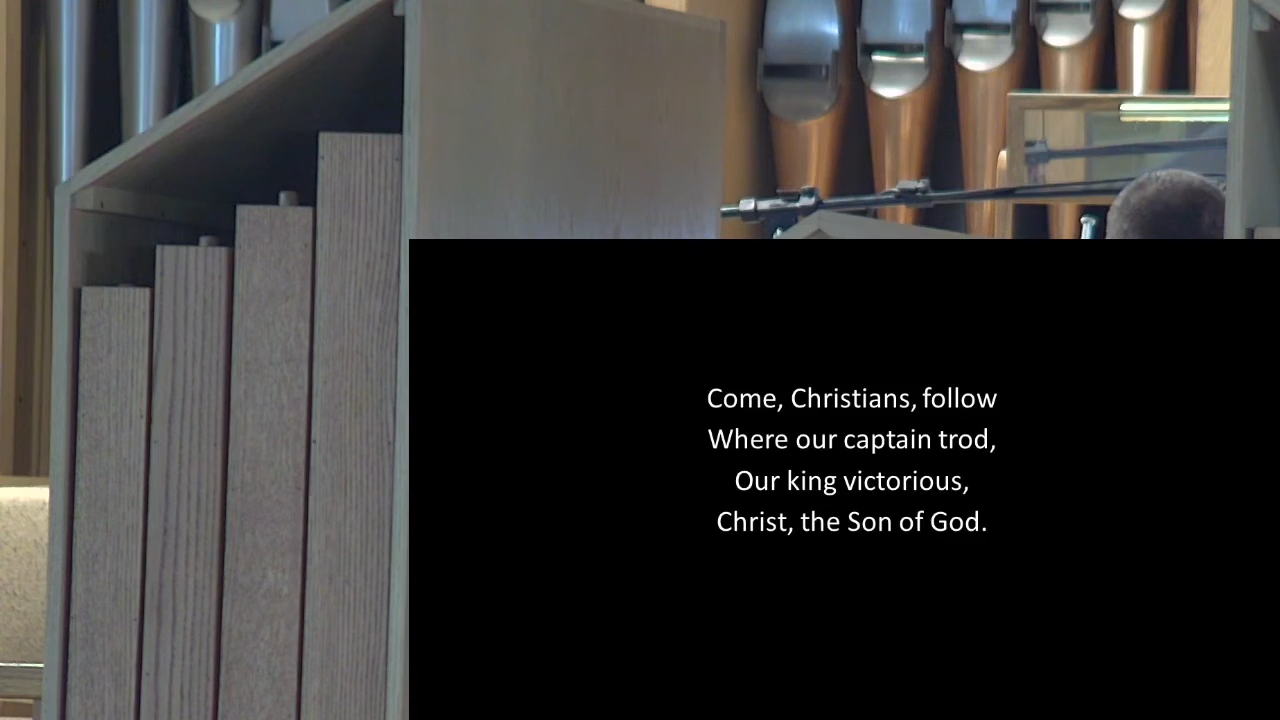 Come, Christians, follow
Where our captain trod,
Our king victorious,
Christ, the Son of God.